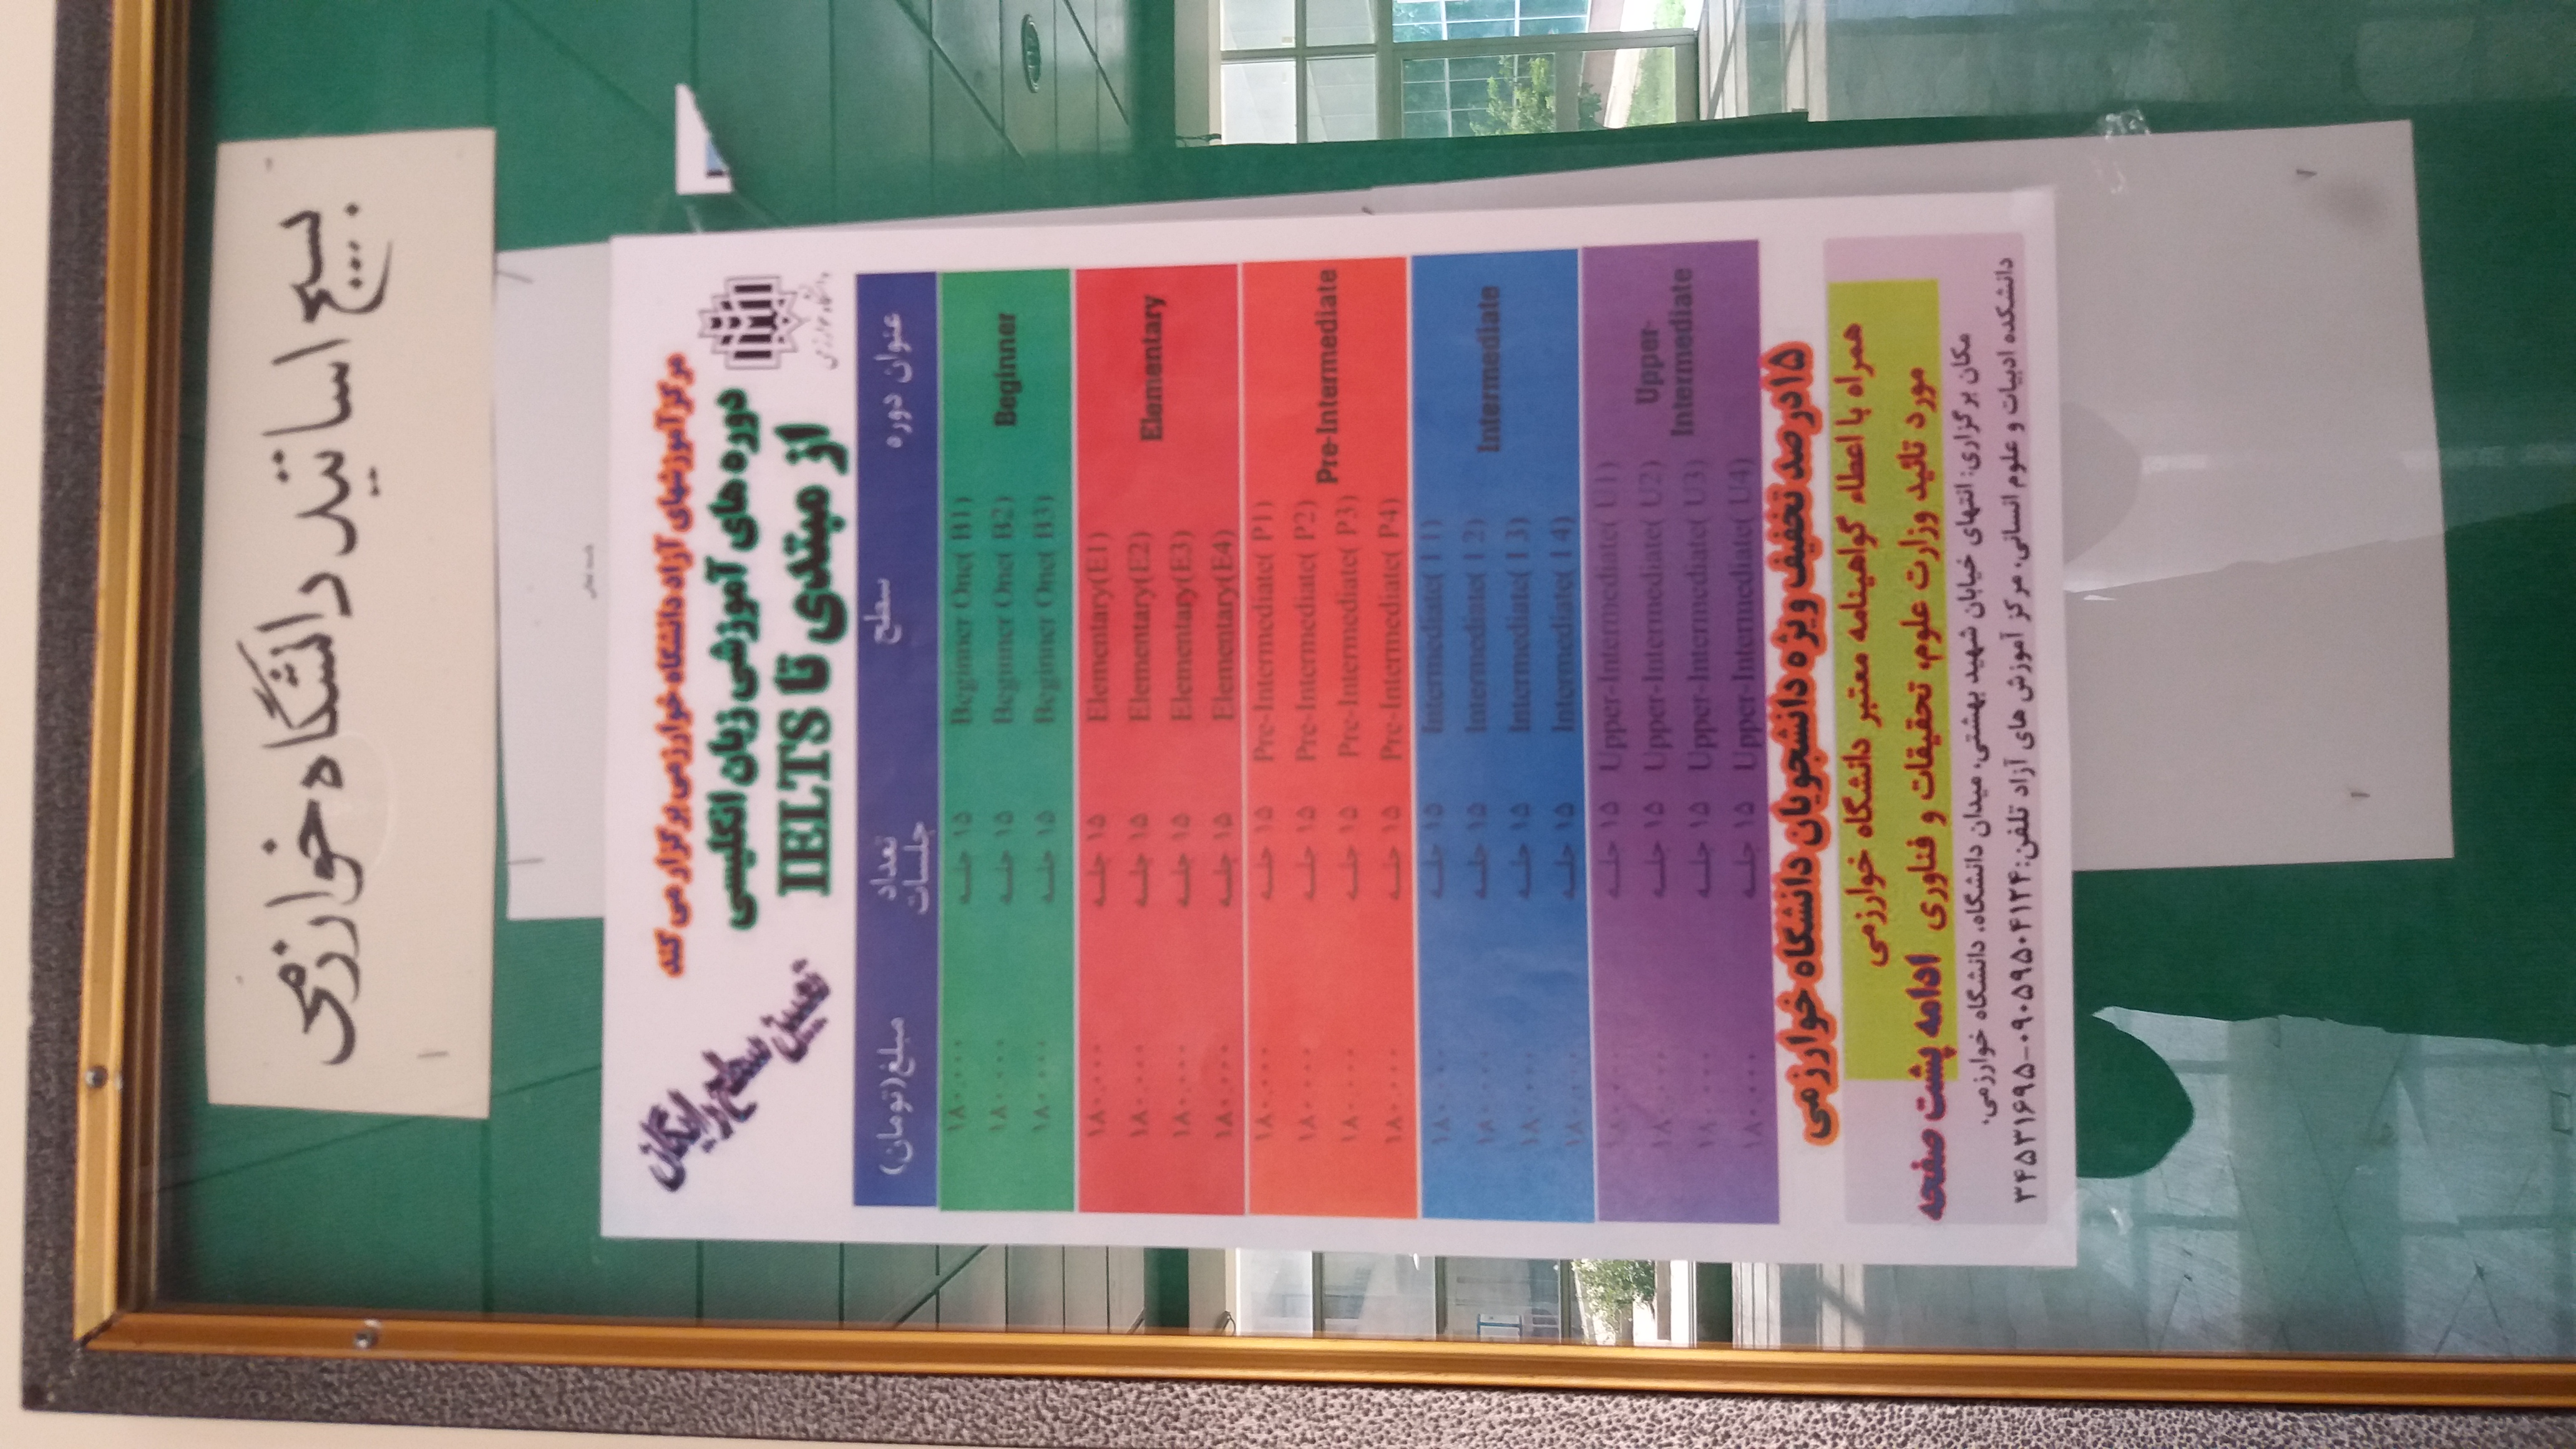 بسیج اساتید دانشگاه خوارزمی
باسمه تعالی
مرکز آموزشهای آزاد دانشگاه خوارزمی برگزار می کند
تعیین سطح رایگان
دوره های آموزشی زبان انگلیسی
از مبتدی تا IELTS
دانشگاه خوارزمی
عنوان دوره سطح تعداد جلسات مبلغ(تومان)
Beginner
Beginner One( B1) ۱۵ جلسه ۱۸۰.۰۰۰
Beginner One( B2) ۱۵ جلسه ۱۸۰.۰۰۰
Beginner One( B3) ۱۵ جلسه ۱۸۰.۰۰۰
Elementary
Elementary(E1) ۱۵ جلسه ۱۸۰.۰۰۰
Elementary(E2) ۱۵ جلسه ۱۸۰.۰۰۰
Elementary(E3) ۱۵ جلسه ۱۸۰.۰۰۰
Elementary(E4) ۱۵ جلسه ۱۸۰.۰۰۰
Pre-Intermediate
Pre-Intermediate( P1) ۱۵ جلسه ۱۸۰.۰۰۰
Pre-Intermediate( P2) ۱۵ جلسه ۱۸۰.۰۰۰
Pre-Intermediate( P3) ۱۵ جلسه ۱۸۰.۰۰۰
Pre-Intermediate( P4) ۱۵ جلسه ۱۸۰.۰۰۰
Intermediate
Intermediate( I 1) ۱۵ جلسه ۱۸۰.۰۰۰
Intermediate( I 2) ۱۵ جلسه ۱۸۰.۰۰۰
Intermediate( I 3) ۱۵ جلسه ۱۸۰.۰۰۰
Intermediate( I 4) ۱۵ جلسه ۱۸۰.۰۰۰
Upper-
Intermediate
Upper-Intermediate( U1) ۱۵ جلسه ۱۸۰.۰۰۰
Upper-Intermediate( U2) ۱۵ جلسه ۱۸۰.۰۰۰
Upper-Intermediate( U3) ۱۵ جلسه ۱۸۰.۰۰۰
Upper-Intermediate( U4) ۱۵ جلسه ۱۸۰.۰۰۰
۱۵درصد تخفیف ویژه دانشجویان دانشگاه خوارزمی
همراه با اعطاء گواهینامه معتبر دانشگاه خوارزمی
مورد تائید وزارت علوم، تحقیقات و فناوری ادامه پشت صفحه
مکان برگزاری: انتهای خیابان شهید بهشتی، میدان دانشگاه، دانشگاه خوارزمی،
دانشکده ادبیات و علوم انسانی، مرکز آموزش های آزاد تلفن:۰۹۰۵۹۵۰۴۱۲۴-۳۴۵۳۱۶۹۵